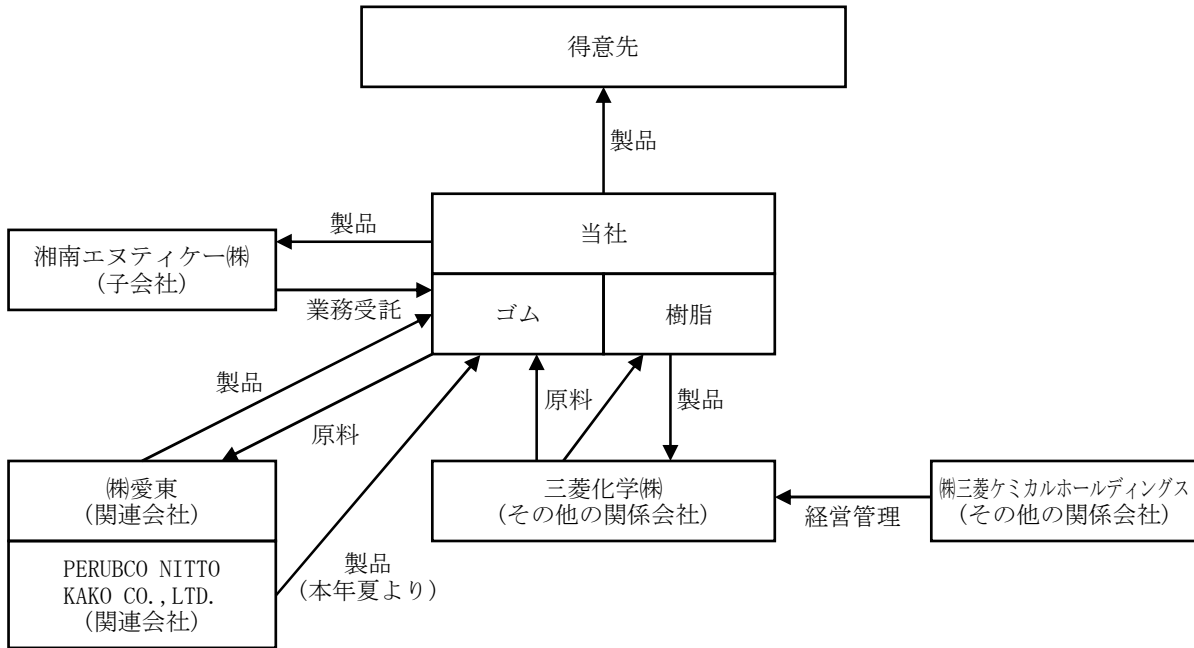 得意先
製品
当社
ゴム
樹脂
製品
湘南エヌティケー㈱
(子会社)
業務受託
製品
原料
原料
製品
㈱愛東
(関連会社)
PERUBCO NITTO
KAKO CO.,LTD.
(関連会社)
製品
(本年夏より)
三菱化学㈱
(その他の関係会社)
経営管理
㈱三菱ケミカルホールディングス
(その他の関係会社)